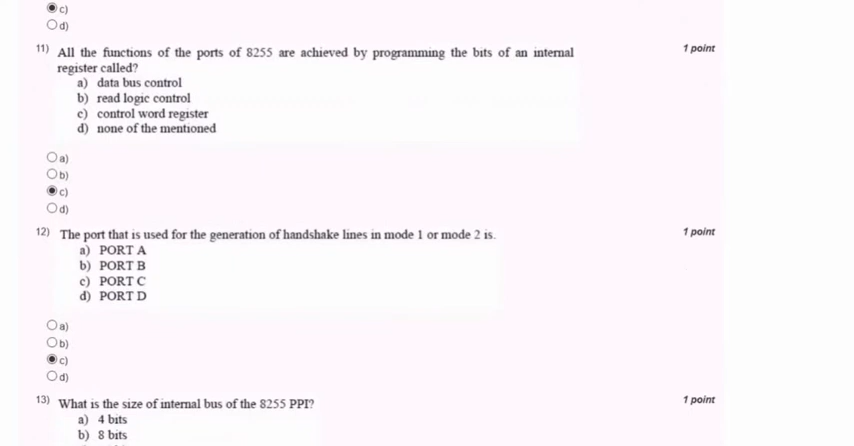 c)
d)
11) All the functions of the ports of 8255 are achieved by programming the bits of an internal
1 point
register called?
a) data bus control
b) read logic control
c) control word register
d) none of the mentioned
a)
b)
c)
d)
12) The port that is used for the generation of handshake lines in mode 1 or mode 2 is.
1 point
a) PORT A
b) PORT B
c) PORT C
d) PORT D
a)
b)
c)
d)
13) What is the size of internal bus of the 8255 PPI?
1 point
a) 4 bits
b) 8 bits